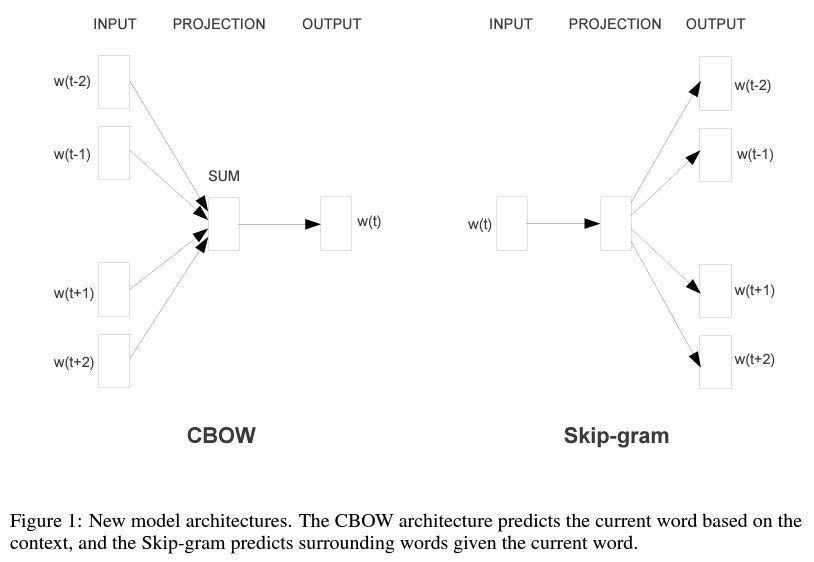 INPUT PROJECTION OUTPUT
w(t-2)
w(t-1)
SUM
w(t)
w(t+1)
w(t+2)
CBOW
INPUT PROJECTION OUTPUT
w(t-2)
w(t-1)
w(t)
w(t+1)
w(t+2)
Skip-gram
Figure 1: New model architectures. The CBOW architecture predicts the current word based on the
context, and the Skip-gram predicts surrounding words given the current word.